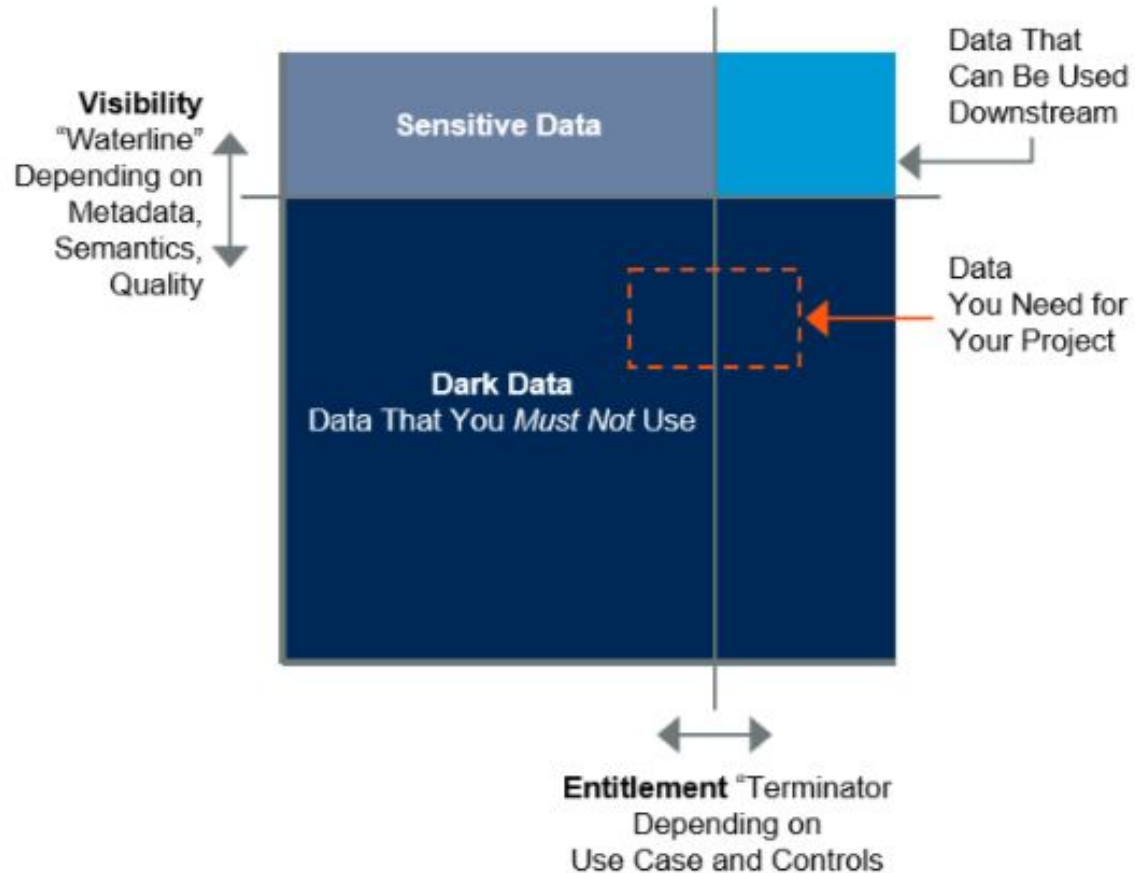 Visibility
“Waterline”
Depending on
Metadata,
Semantics,
Quality
Sensitive Data
Data That
Can Be Used
Downstream
Data
You Need for
Your Project
Dark Data
Data That You Must Not Use
Entitlement “Terminator
Depending on
Use Case and Controls